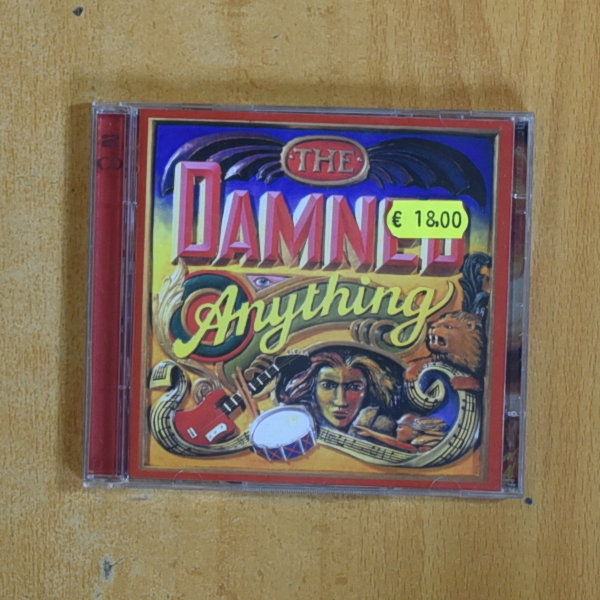 ·THE·
DAMNED
€ 18,00
Anything